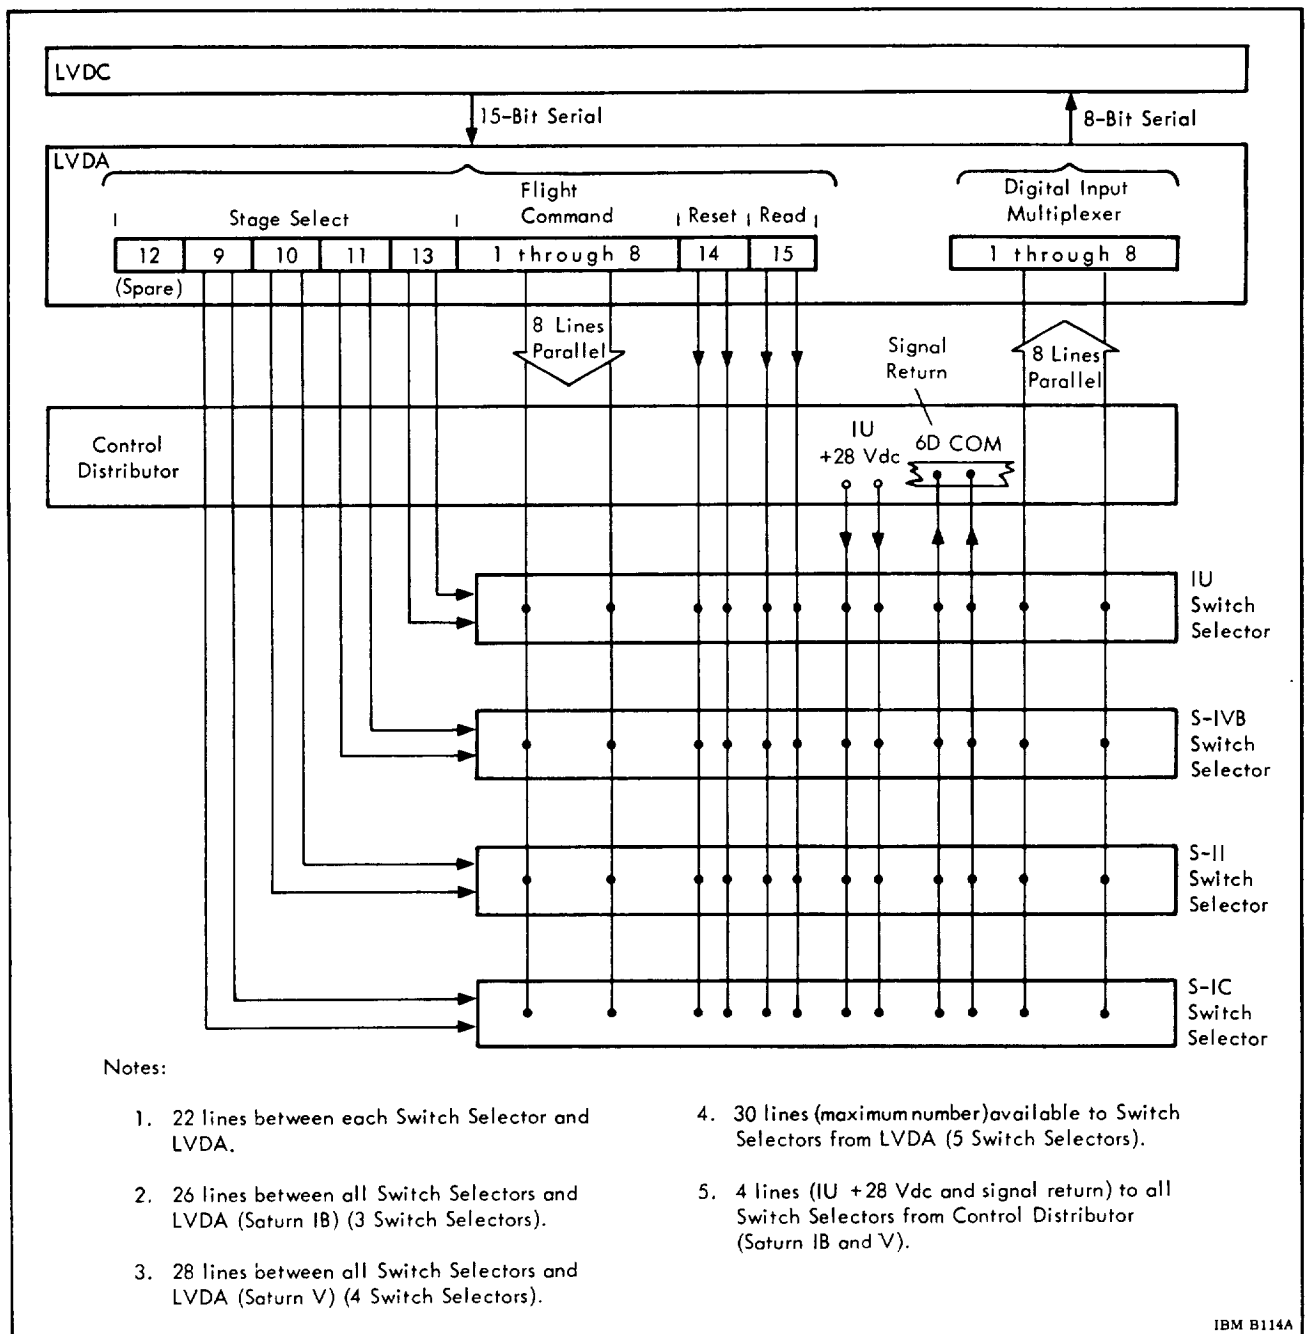 LVDC
15-Bit Serial
8-Bit Serial
LVDA
Stage Select
Flight
Command
Reset
Read
Digital Input
Multiplexer
12
9
10
11
13
1 through 8
14
15
1 through 8
(Spare)
8 Lines
Parallel
Signal
Return
8 Lines
Parallel
Control
Distributor
IU
+28 Vdc
6D COM
IU
Switch
Selector
S-IVB
Switch
Selector
S-II
Switch
Selector
S-IC
Switch
Selector
Notes:
1. 22 lines between each Switch Selector and
LVDA.
2. 26 lines between all Switch Selectors and
LVDA (Saturn IB) (3 Switch Selectors).
3. 28 lines between all Switch Selectors and
LVDA (Saturn V) (4 Switch Selectors).
4. 30 lines (maximum number) available to Switch
Selectors from LVDA (5 Switch Selectors).
5. 4 lines (IU +28 Vdc and signal return) to all
Switch Selectors from Control Distributor
(Saturn IB and V).
IBM B114A